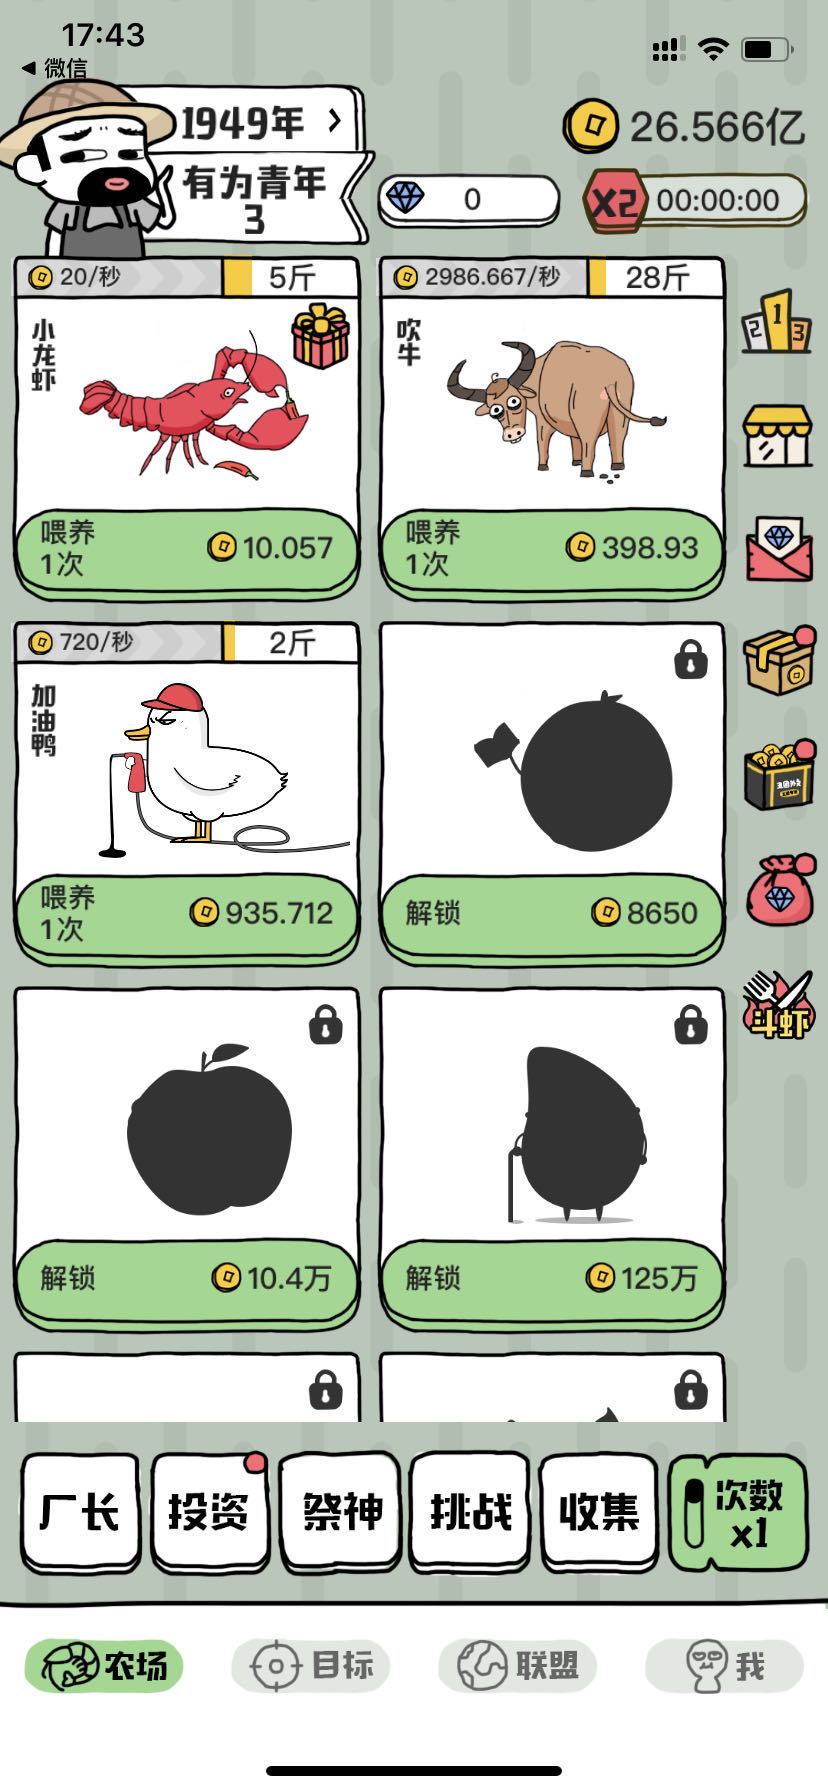 17:43
微信
1949年
有为青年
3
26.566亿
0
X2 00:00:00
20/秒 5斤
小龙虾
喂养
1次
10.057
2986.667/秒 28斤
吹牛
喂养
1次
398.93
720/秒 2斤
加油鸭
喂养
1次
935.712
解锁 8650
解锁 10.4万
解锁 125万
2 1 3
斗虾
厂长
投资
祭神
挑战
收集
次数
x1
农场
目标
联盟
我